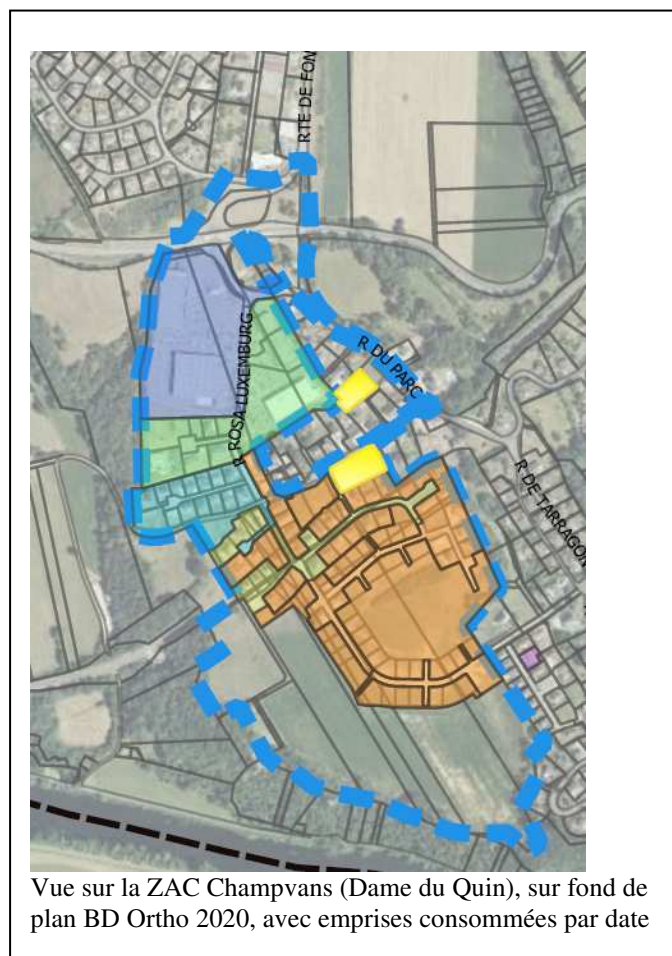 RTE DE FON
R. ROSA LUXEMBURG
R DU PARC
R DE TARRAGON
Vue sur la ZAC Champvans (Dame du Quin), sur fond de
plan BD Ortho 2020, avec emprises consommées par date